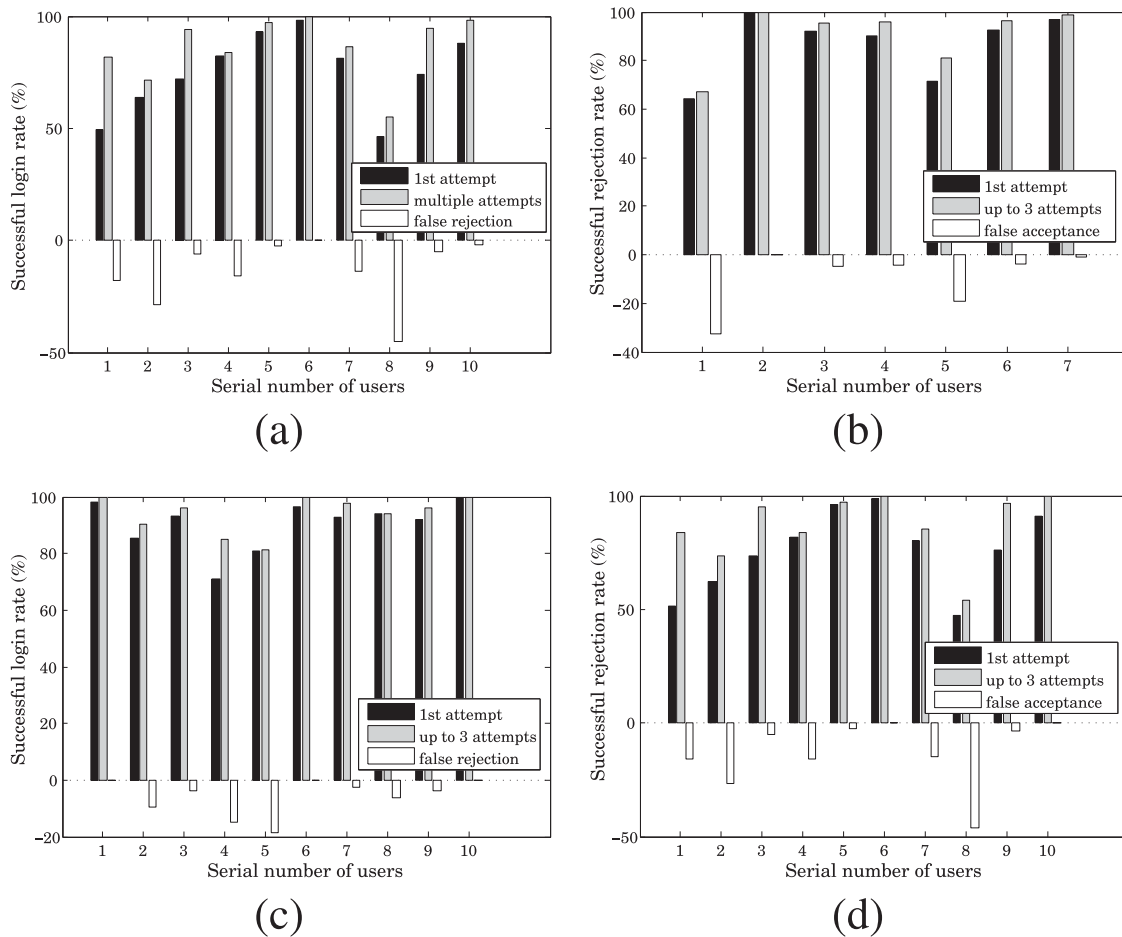 Successful login rate (%)
100
50
0
−50
1st attempt
multiple attempts
false rejection
1 2 3 4 5 6 7 8 9 10
Serial number of users
(a)
Successful rejection rate (%)
100
80
60
40
20
0
−20
−40
1st attempt
up to 3 attempts
false acceptance
1 2 3 4 5 6 7
Serial number of users
(b)
Successful login rate (%)
100
80
60
40
20
0
−20
1st attempt
up to 3 attempts
false rejection
1 2 3 4 5 6 7 8 9 10
Serial number of users
(c)
Successful rejection rate (%)
100
50
0
−50
1st attempt
up to 3 attempts
false acceptance
1 2 3 4 5 6 7 8 9 10
Serial number of users
(d)